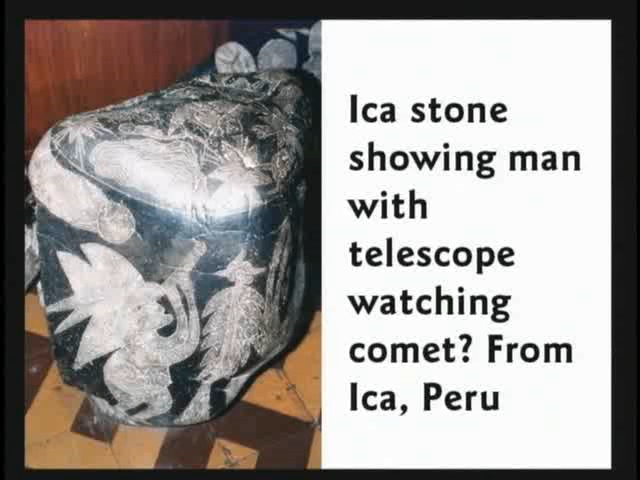 Ica stone
showing man
with
telescope
watching
comet? From
Ica, Peru